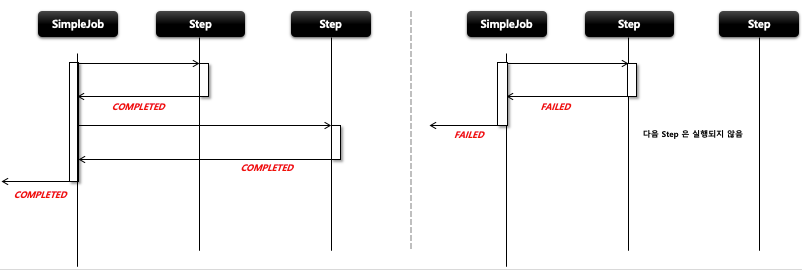 SimpleJob
Step
Step
COMPLETED
COMPLETED
COMPLETED
SimpleJob
Step
Step
FAILED
FAILED
다음 Step 은 실행되지 않음